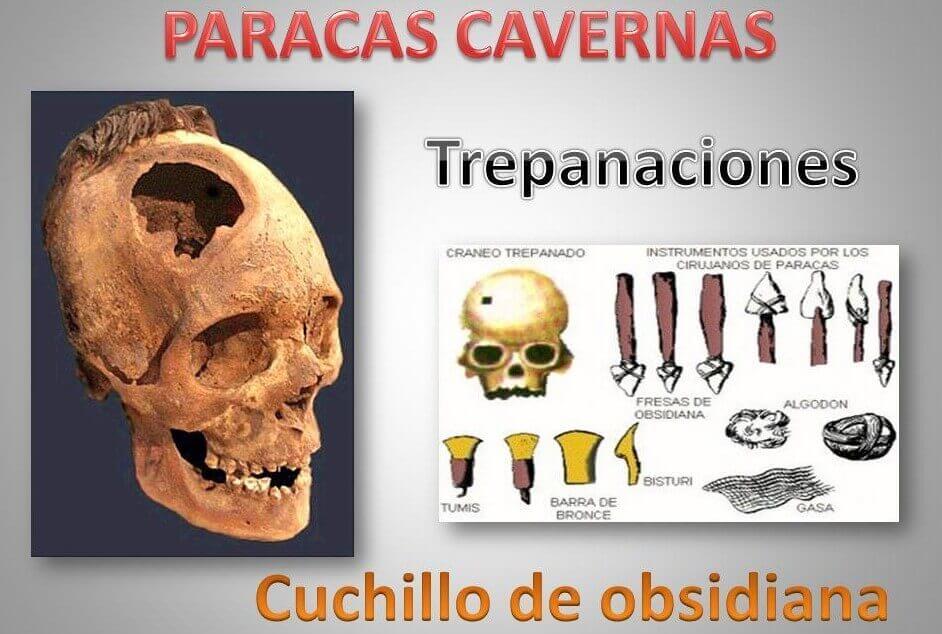 PARACAS CAVERNAS
Trepanaciones
CRANEO TREPANADO
INSTRUMENTOS USADOS POR LOS
CIRUJANOS DE PARACAS
FRESAS DE
OBSIDIANA
ALGODON
TUMIS
BARRA DE
BRONCE
BISTURI
GASA
Cuchillo de obsidiana